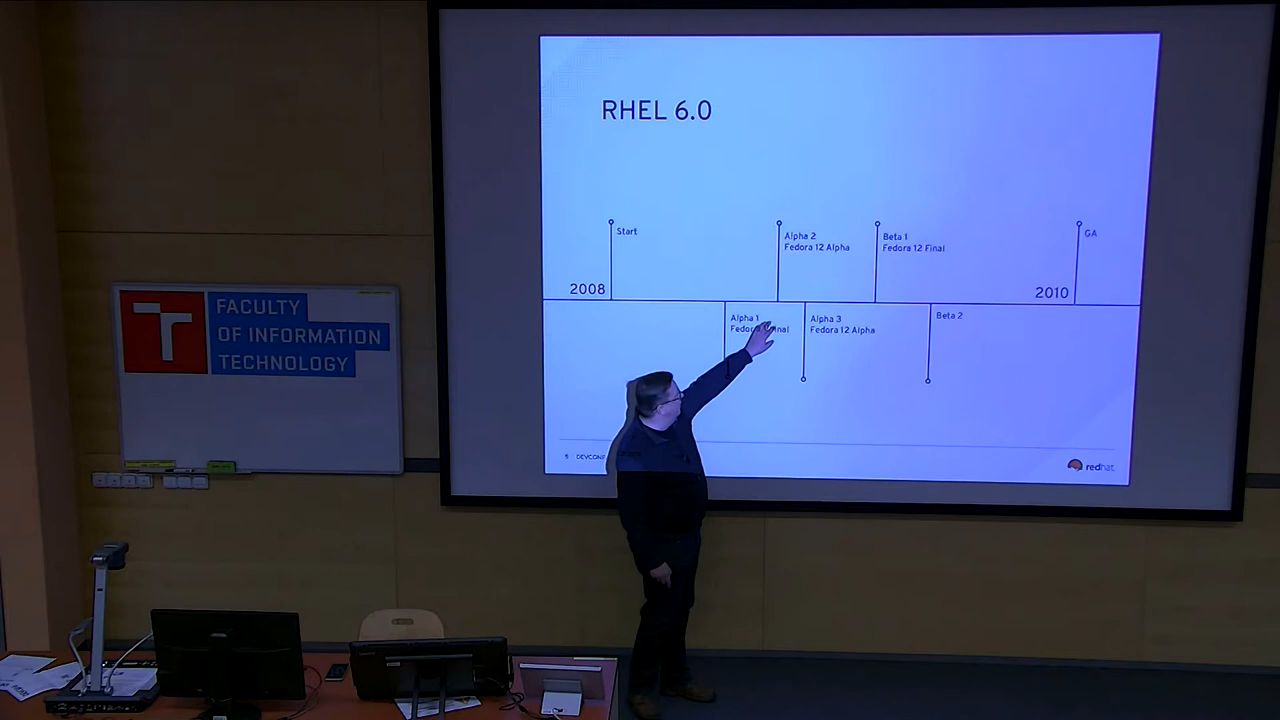 RHEL 6.0
Start
Alpha 2
Fedora 12 Alpha
Beta 1
Fedora 12 Final
GA
2008
2010
Alpha 1
Alpha 3
Fedora 12 Alpha
Beta 2
redhat
FACULTY
OF INFORMATION
TECHNOLOGY